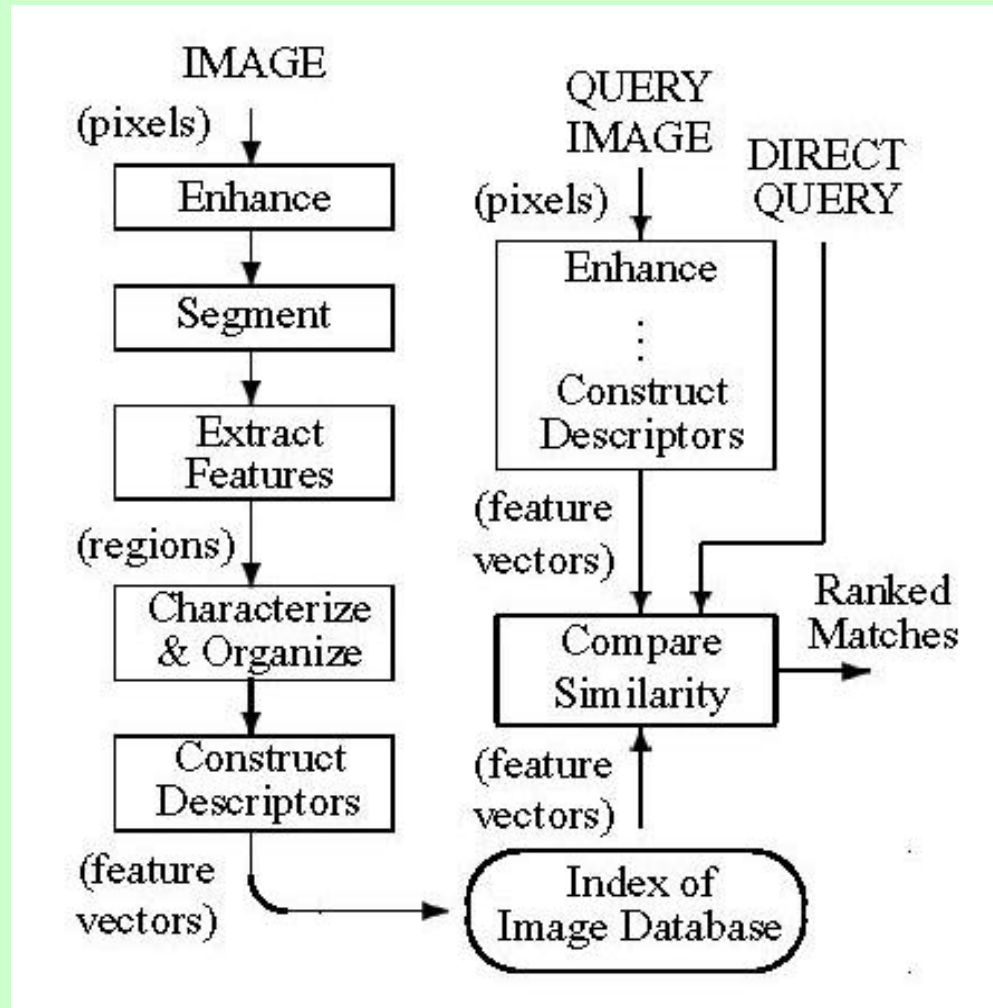 IMAGE
(pixels)
Enhance
Segment
Extract
Features
(regions)
Characterize
& Organize
Construct
Descriptors
(feature
vectors)
QUERY
IMAGE
DIRECT
QUERY
(pixels)
Enhance
⋮
Construct
Descriptors
(feature
vectors)
Compare
Similarity
Ranked
Matches
(feature
vectors)
Index of
Image Database